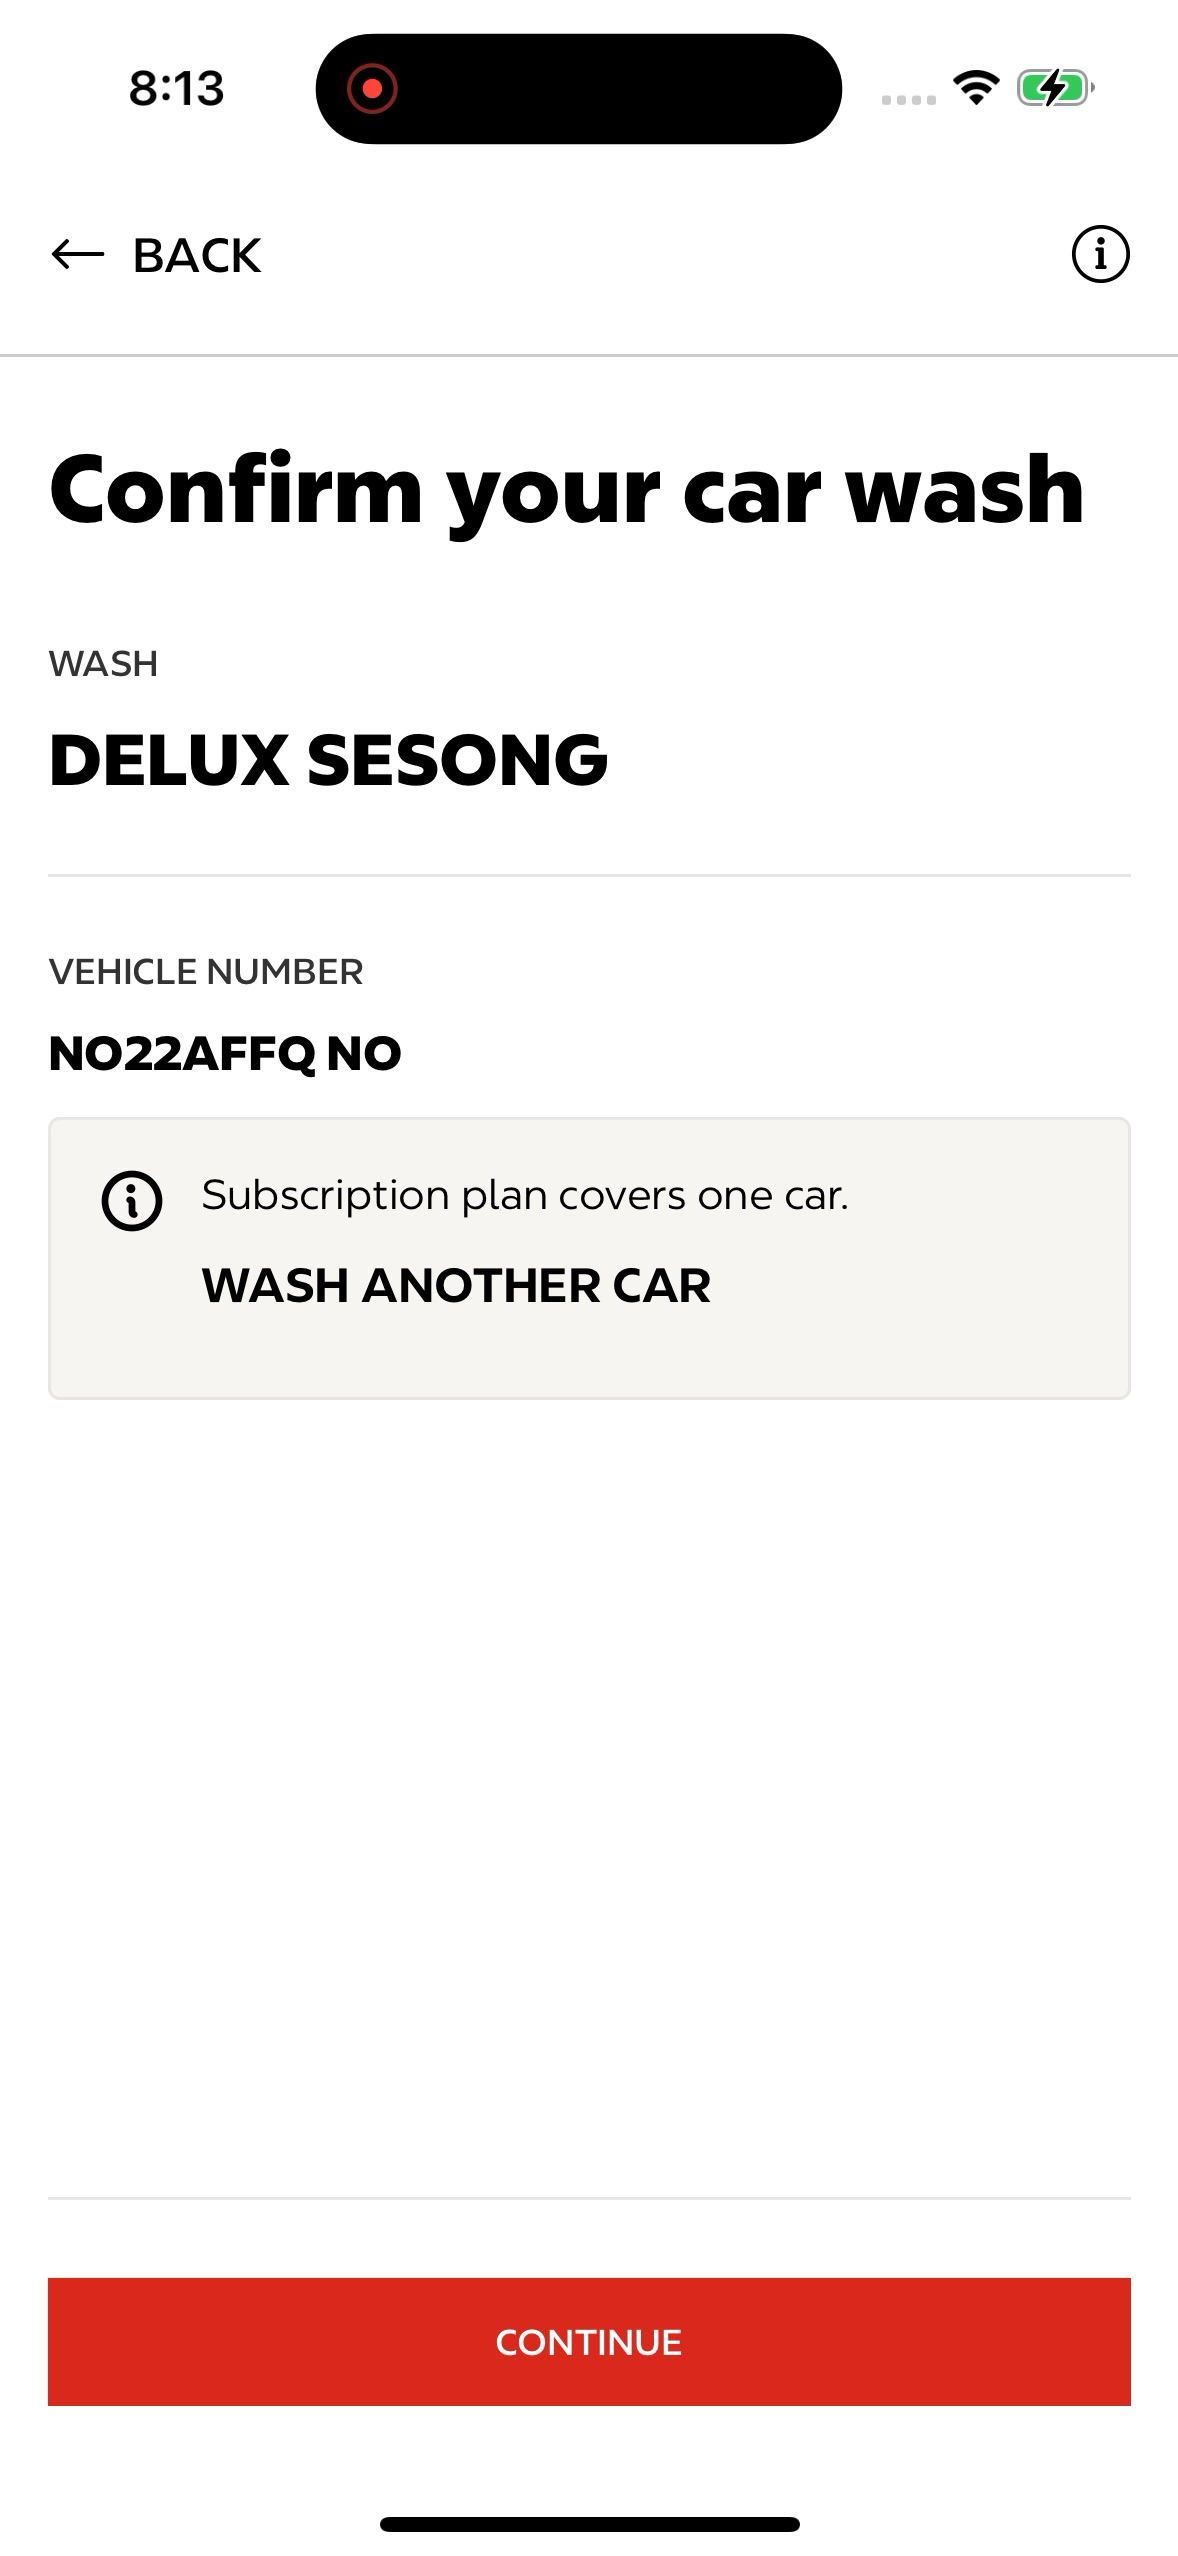 8:13
BACK
Confirm your car wash
WASH
DELUX SESONG
VEHICLE NUMBER
NO22AFFQ NO
Subscription plan covers one car.
WASH ANOTHER CAR
CONTINUE